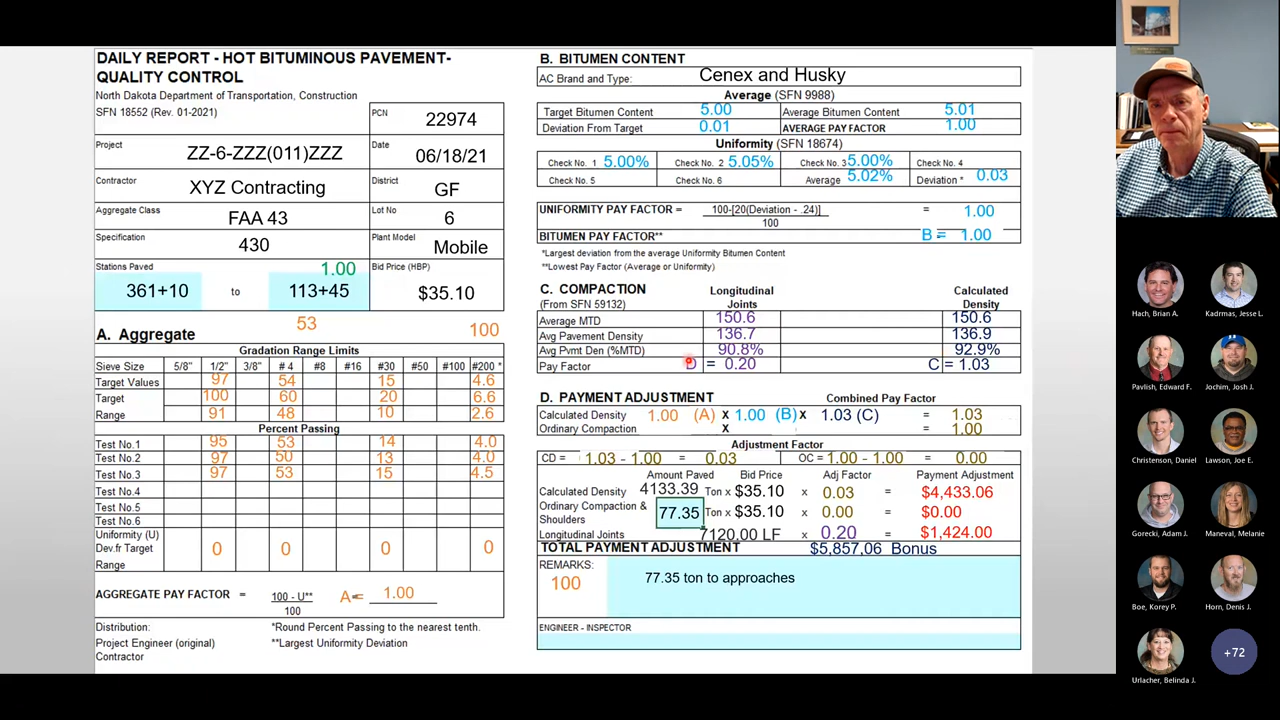 DAILY REPORT - HOT BITUMINOUS PAVEMENT-
QUALITY CONTROL
North Dakota Department of Transportation, Construction
SFN 18552 (Rev. 01-2021)
PCN
22974
Project
ZZ-6-ZZZ(011)ZZZ
Date
06/18/21
Contractor
XYZ Contracting
District
GF
Aggregate Class
FAA 43
Lot No
6
Specification
430
Plant Model
Mobile
Stations Paved
1.00
361+10 to 113+45
Bid Price (HBP)
$35.10
53
100
A. Aggregate
Gradation Range Limits
Sieve Size 5/8" 1/2" 3/8" # 4 #8 #16 #30 #50 #100 #200 *
Target Values 97 54 15 4.6
Target 100 60 20 6.6
Range 91 48 10 2.6
Percent Passing
Test No.1 95 53 14 4.0
Test No.2 97 50 13 4.0
Test No.3 97 53 15 4.5
Test No.4
Test No.5
Test No.6
Uniformity (U)
Dev.fr Target 0 0 0 0
Range
AGGREGATE PAY FACTOR = 100 - U** A= 1.00
100
Distribution: *Round Percent Passing to the nearest tenth.
Project Engineer (original) **Largest Uniformity Deviation
Contractor
B. BITUMEN CONTENT
AC Brand and Type: Cenex and Husky
Average (SFN 9988)
Target Bitumen Content 5.00 Average Bitumen Content 5.01
Deviation From Target 0.01 AVERAGE PAY FACTOR 1.00
Uniformity (SFN 18674)
Check No. 1 5.00% Check No. 2 5.05% Check No. 3 5.00% Check No. 4
Check No. 5 Check No. 6 Average 5.02% Deviation * 0.03
UNIFORMITY PAY FACTOR = 100-[20(Deviation - .24)] = 1.00
100
BITUMEN PAY FACTOR** B = 1.00
*Largest deviation from the average Uniformity Bitumen Content
**Lowest Pay Factor (Average or Uniformity)
C. COMPACTION Longitudinal Calculated
(From SFN 59132) Joints Density
Average MTD 150.6 150.6
Avg Pavement Density 136.7 136.9
Avg Pvmt Den (%MTD) 90.8% 92.9%
Pay Factor D = 0.20 C = 1.03
D. PAYMENT ADJUSTMENT Combined Pay Factor
Calculated Density 1.00 (A) X 1.00 (B) X 1.03 (C) = 1.03
Ordinary Compaction X = 1.00
Adjustment Factor
CD = 1.03 - 1.00 = 0.03 OC = 1.00 - 1.00 = 0.00
Amount Paved Bid Price Adj Factor Payment Adjustment
Calculated Density 4133.39 Ton x $35.10 x 0.03 = $4,433.06
Ordinary Compaction &
Shoulders 77.35 Ton x $35.10 x 0.00 = $0.00
Longitudinal Joints 7120.00 LF x 0.20 = $1,424.00
TOTAL PAYMENT ADJUSTMENT $5,857.06 Bonus
REMARKS:
100
77.35 ton to approaches
ENGINEER - INSPECTOR
Hach, Brian A. Kadrmas, Jesse L.
Pavlish, Edward F. Jochim, Josh J.
Christenson, Daniel Lawson, Joe E.
Gorecki, Adam J. Maneval, Melanie
Boe, Korey P. Horn, Denis J.
Urlacher, Belinda J. +72